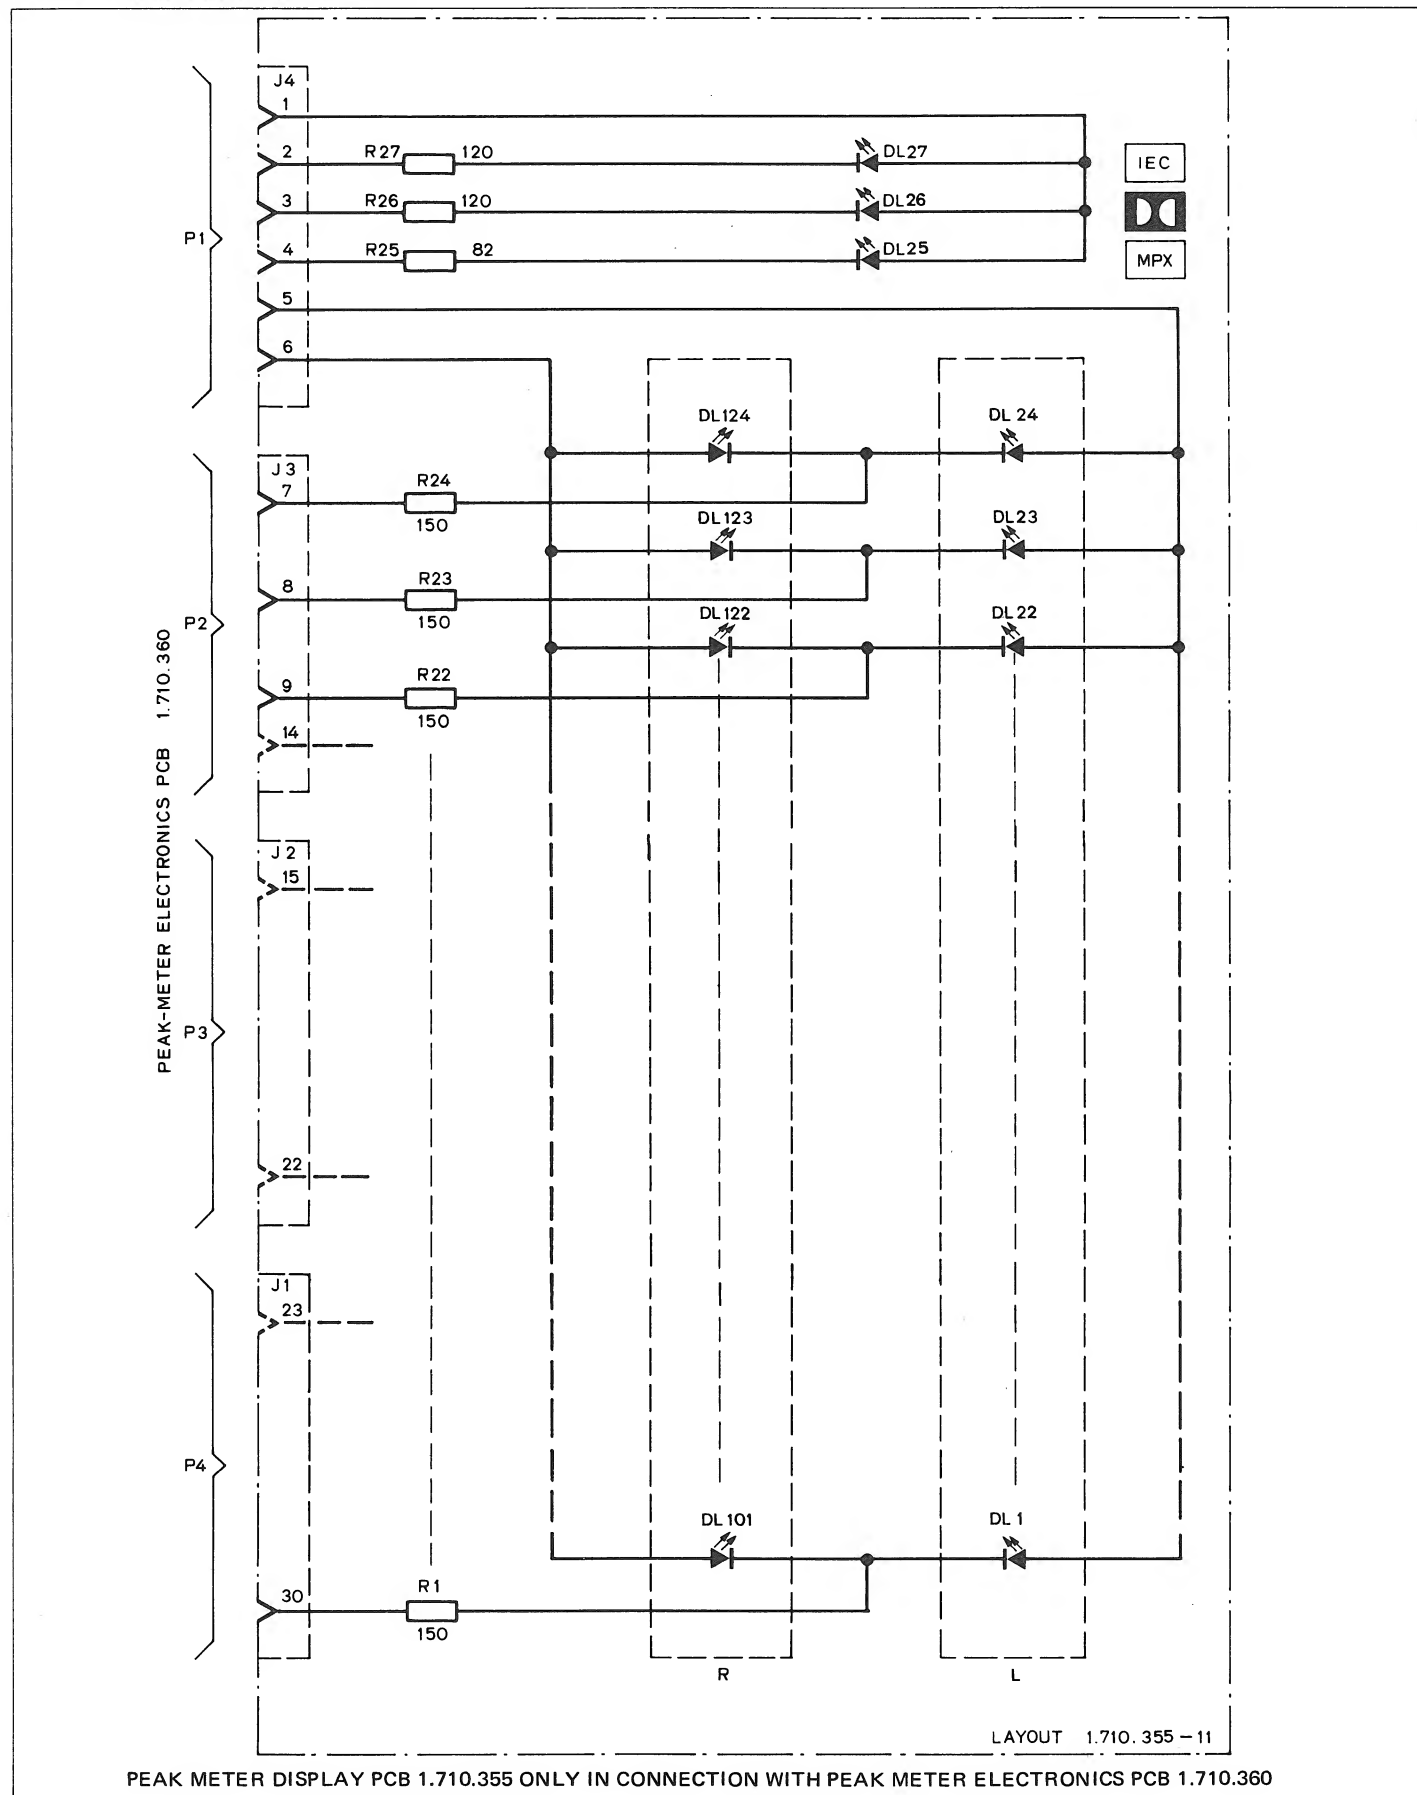 J4
1
2 R27 120 DL27 IEC
3 R26 120 DL26
4 R25 82 DL25 MPX
P1
5
6
DL124 DL 24
J3
7 R24
150
DL123 DL23
8 R23
150
P2
DL122 DL22
9 R22
150
14
PEAK-METER ELECTRONICS PCB 1.710.360
J2
15
P3
22
J1
23
P4
DL101 DL 1
30 R1
150
R L
LAYOUT 1.710.355-11
PEAK METER DISPLAY PCB 1.710.355 ONLY IN CONNECTION WITH PEAK METER ELECTRONICS PCB 1.710.360